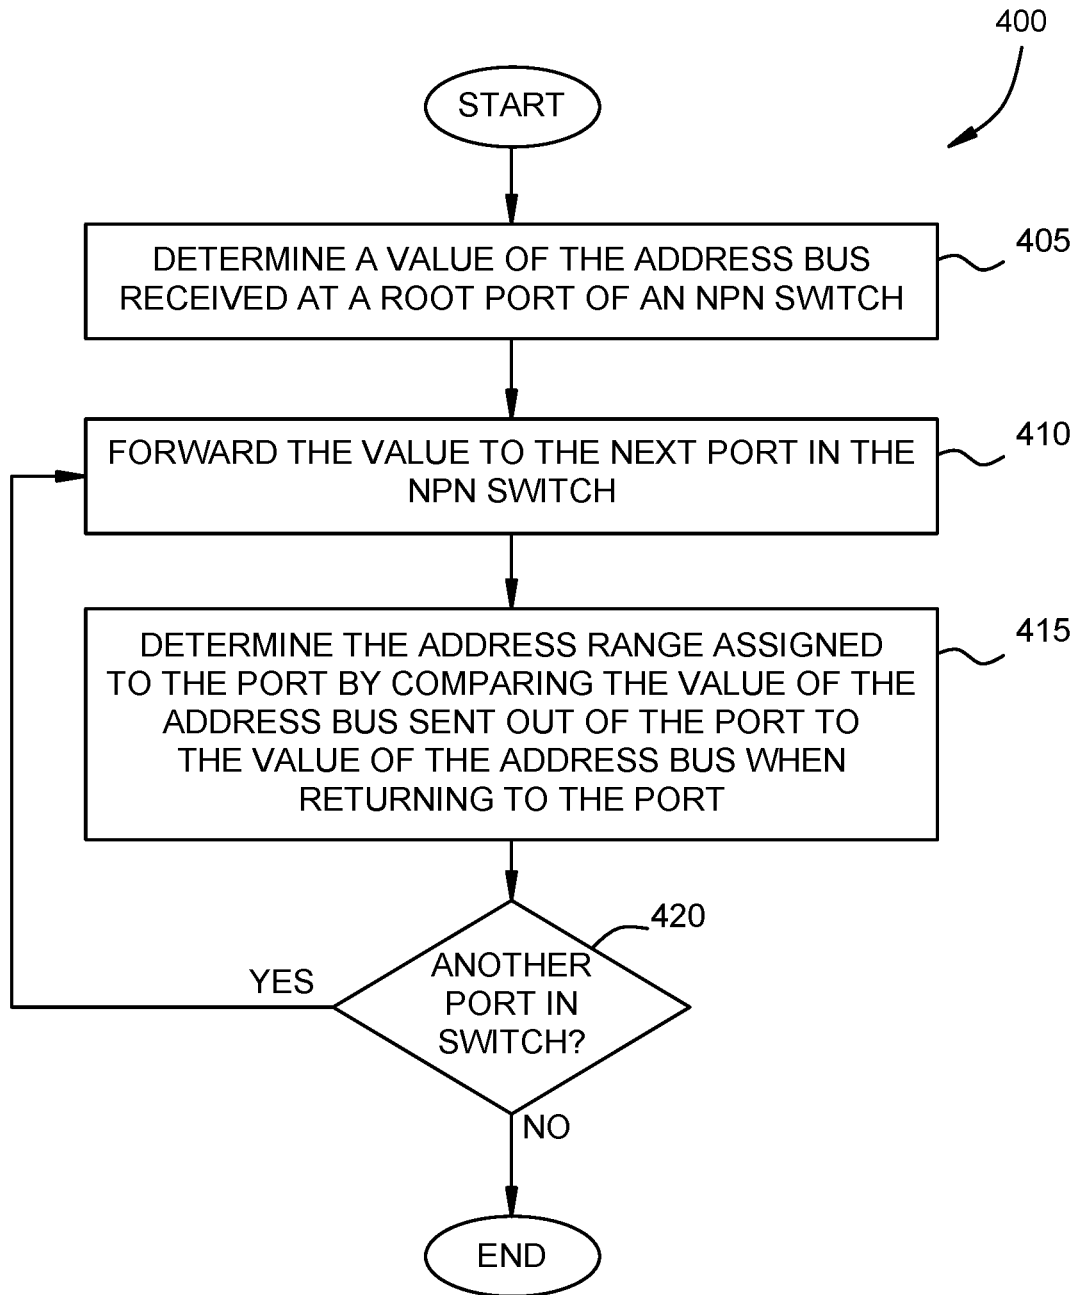 400
START
DETERMINE A VALUE OF THE ADDRESS BUS
RECEIVED AT A ROOT PORT OF AN NPN SWITCH
405
FORWARD THE VALUE TO THE NEXT PORT IN THE
NPN SWITCH
410
DETERMINE THE ADDRESS RANGE ASSIGNED
TO THE PORT BY COMPARING THE VALUE OF THE
ADDRESS BUS SENT OUT OF THE PORT TO
THE VALUE OF THE ADDRESS BUS WHEN
RETURNING TO THE PORT
415
420
ANOTHER
PORT IN
SWITCH?
YES
NO
END